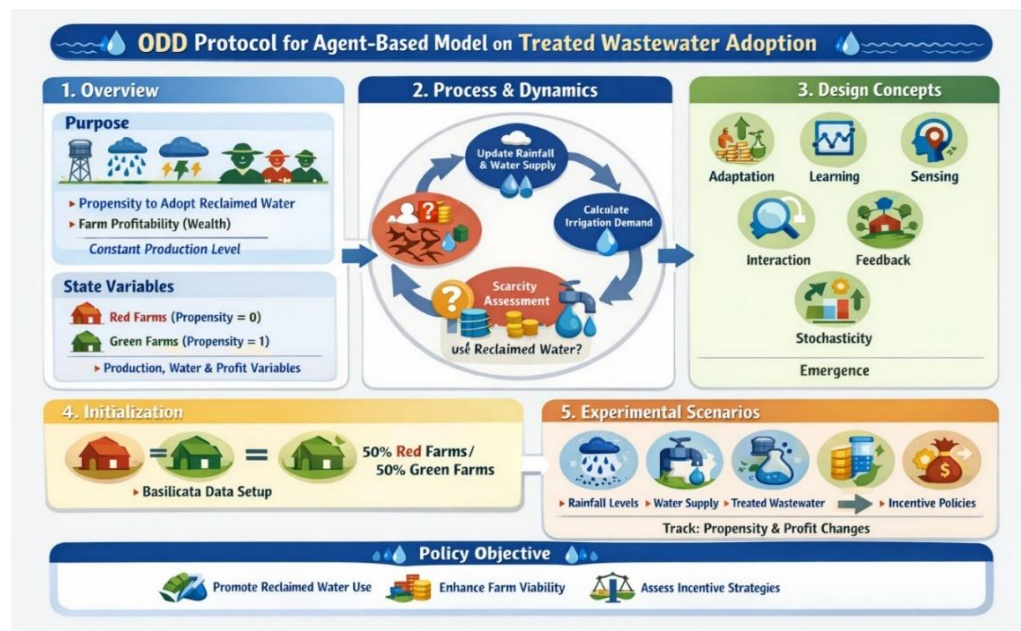 ODD Protocol for Agent-Based Model on Treated Wastewater Adoption
1. Overview
Purpose
▸ Propensity to Adopt Reclaimed Water
▸ Farm Profitability (Wealth)
Constant Production Level
State Variables
Red Farms (Propensity = 0)
Green Farms (Propensity = 1)
▸ Production, Water & Profit Variables
2. Process & Dynamics
Update Rainfall
& Water Supply
Calculate
Irrigation Demand
Scarcity
Assessment
?
use Reclaimed Water?
?
3. Design Concepts
Adaptation
Learning
Sensing
Interaction
Feedback
Stochasticity
Emergence
4. Initialization
= =
50% Red Farms/
50% Green Farms
▸ Basilicata Data Setup
5. Experimental Scenarios
$
▸ Rainfall Levels ▸ Water Supply ▸ Treated Wastewater ▸ Incentive Policies
Track: Propensity & Profit Changes
Policy Objective
Promote Reclaimed Water Use
Enhance Farm Viability
Assess Incentive Strategies